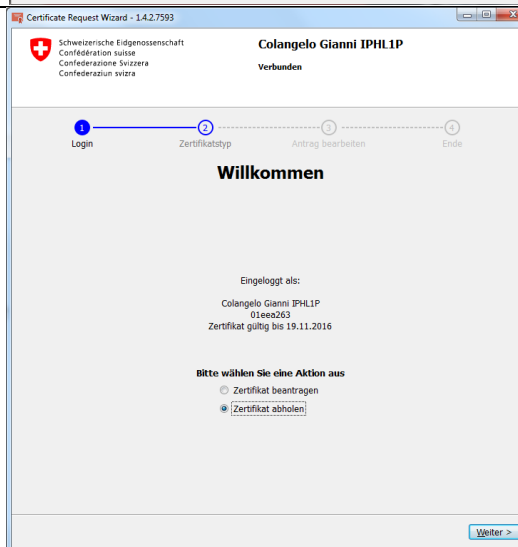 Certificate Request Wizard - 1.4.2.7593
Schweizerische Eidgenossenschaft
Confédération suisse
Confederazione Svizzera
Confederaziun svizra
Colangelo Gianni IPHL1P
Verbunden
1
2
3
4
Login
Zertifikatstyp
Antrag bearbeiten
Ende
Willkommen
Eingeloggt als:
Colangelo Gianni IPHL1P
01eea263
Zertifikat gültig bis 19.11.2016
Bitte wählen Sie eine Aktion aus
Zertifikat beantragen
Zertifikat abholen
Weiter >